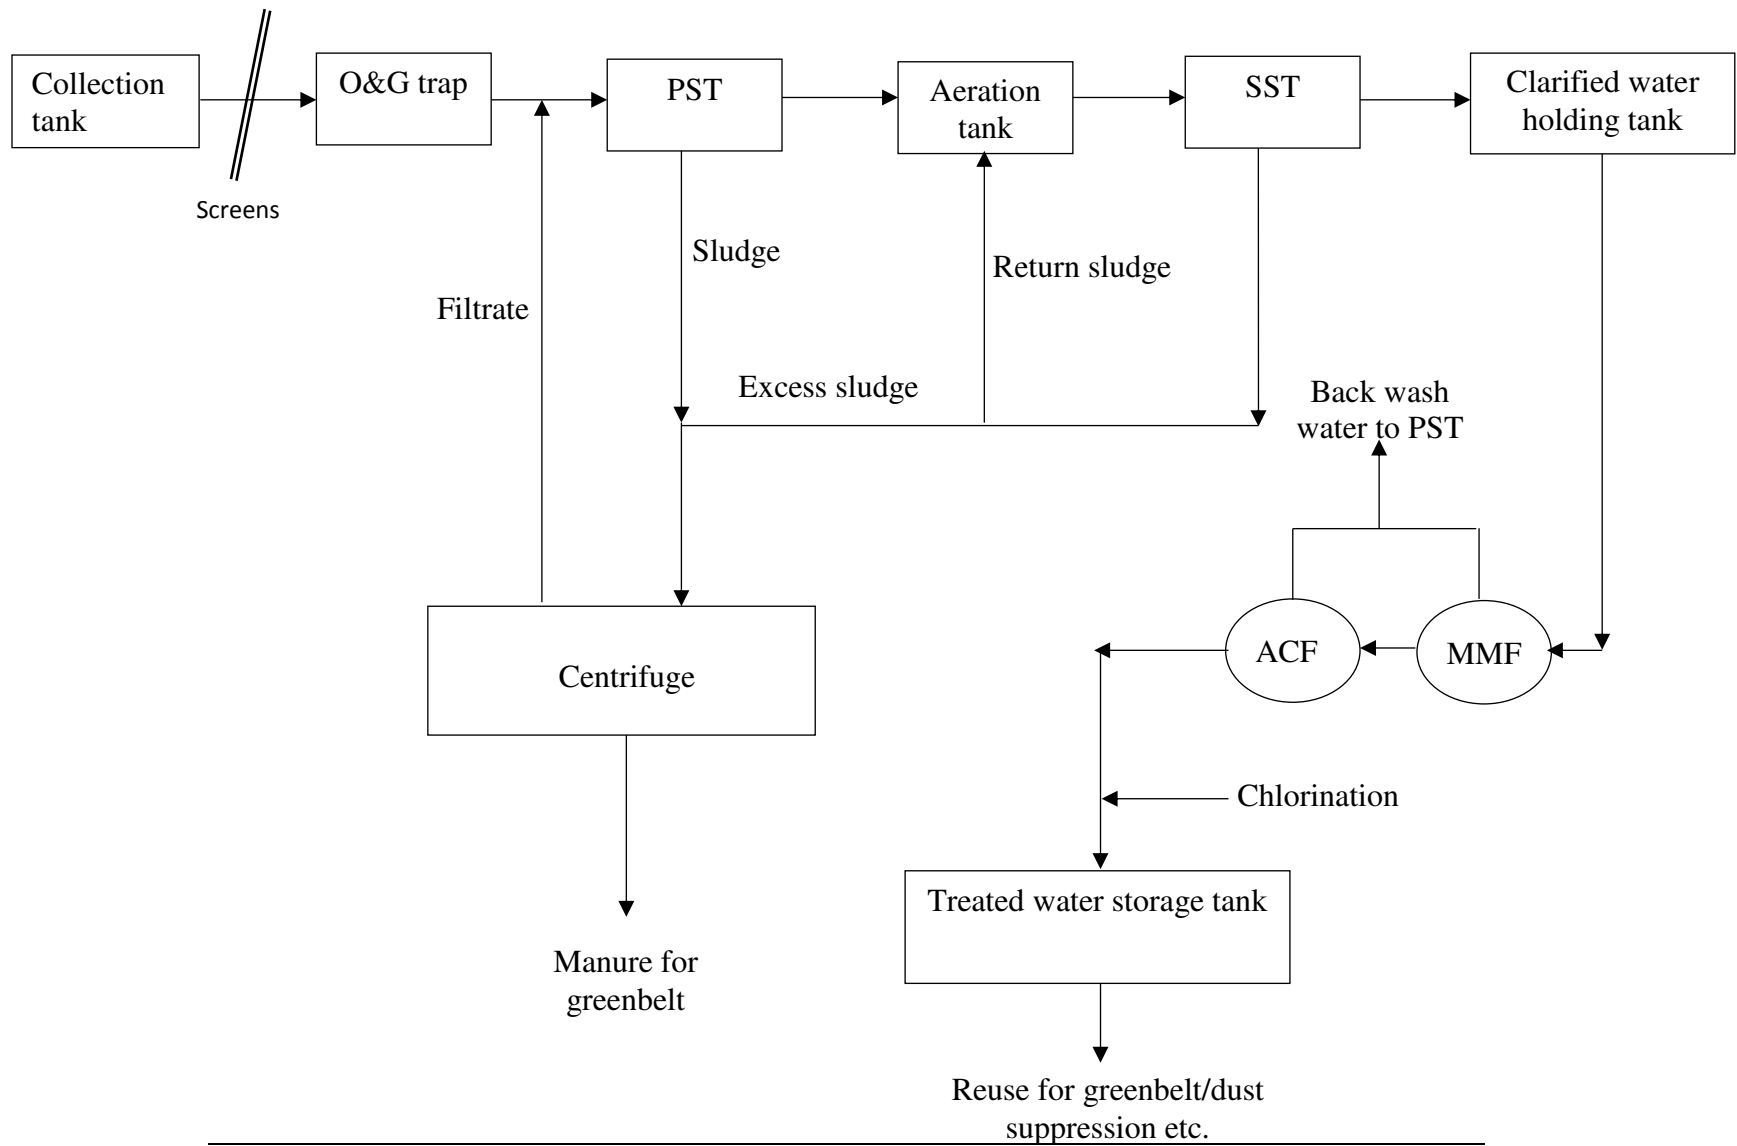 Collection
tank
O&G trap
PST
Aeration
tank
SST
Clarified water
holding tank
Screens
Sludge
Return sludge
Filtrate
Excess sludge
Back wash
water to PST
ACF
MMF
Centrifuge
Chlorination
Treated water storage tank
Manure for
greenbelt
Reuse for greenbelt/dust
suppression etc.